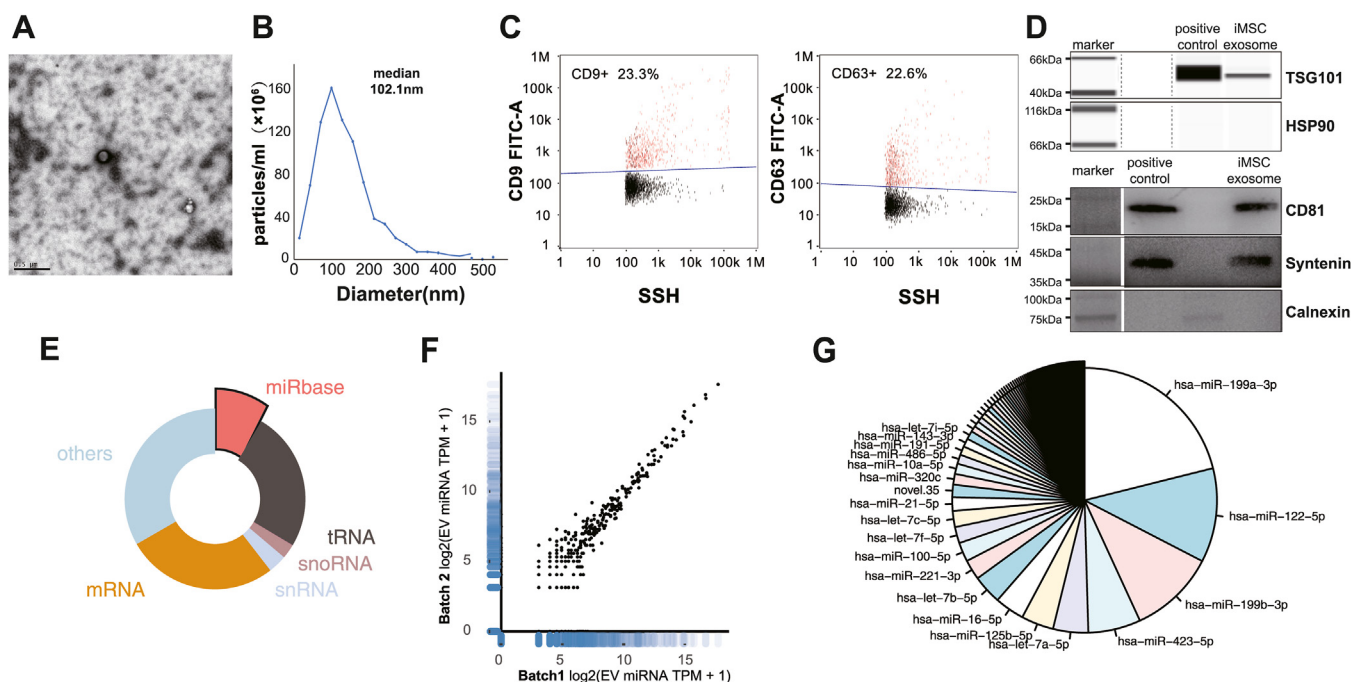 A
0.5 μm
B
median
102.1nm
particles/ml (×10⁶)
160
120
80
40
0
0 100 200 300 400 500
Diameter(nm)
C
CD9+ 23.3%
CD9 FITC-A
1M
100k
10k
1k
100
10
1
1 10 100 1k 10k 100k 1M
SSH
CD63+ 22.6%
CD63 FITC-A
1M
100k
10k
1k
100
10
1
1 10 100 1k 10k 100k 1M
SSH
D
marker
positive
control
iMSC
exosome
66kDa
40kDa
TSG101
116kDa
66kDa
HSP90
marker
positive
control
iMSC
exosome
25kDa
15kDa
CD81
45kDa
35kDa
Syntenin
100kDa
75kDa
Calnexin
E
miRbase
others
tRNA
snoRNA
snRNA
mRNA
F
Batch 2 log2(EV miRNA TPM + 1)
15
10
5
0
0 5 10 15
Batch1 log2(EV miRNA TPM + 1)
G
hsa−miR−199a−3p
hsa−miR−122−5p
hsa−miR−199b−3p
hsa−miR−423−5p
hsa−let−7a−5p
hsa−miR−125b−5p
hsa−miR−16−5p
hsa−let−7b−5p
hsa−miR−221−3p
hsa−miR−100−5p
hsa−let−7f−5p
hsa−let−7c−5p
hsa−miR−21−5p
novel.35
hsa−miR−320c
hsa−miR−10a−5p
hsa−miR−486−5p
hsa−miR−191−5p
hsa−miR−143−3p
hsa−let−7i−5p